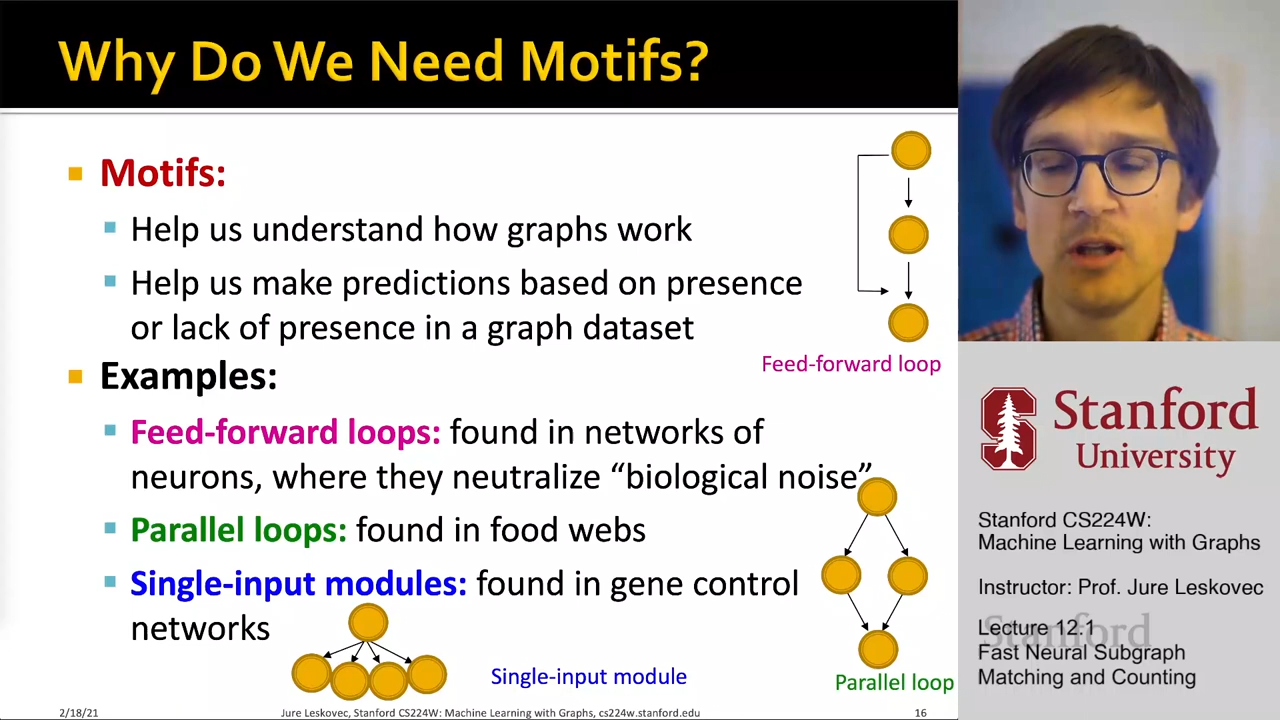 Why Do We Need Motifs?
Motifs:
Help us understand how graphs work
Help us make predictions based on presence
or lack of presence in a graph dataset
Feed-forward loop
Examples:
Feed-forward loops: found in networks of
neurons, where they neutralize “biological noise”
Parallel loops: found in food webs
Single-input modules: found in gene control
networks
Single-input module
Parallel loop
2/18/21
Jure Leskovec, Stanford CS224W: Machine Learning with Graphs, cs224w.stanford.edu
16
S
Stanford
University
Stanford CS224W:
Machine Learning with Graphs
Instructor: Prof. Jure Leskovec
Stanford
Lecture 12.1
Fast Neural Subgraph
Matching and Counting